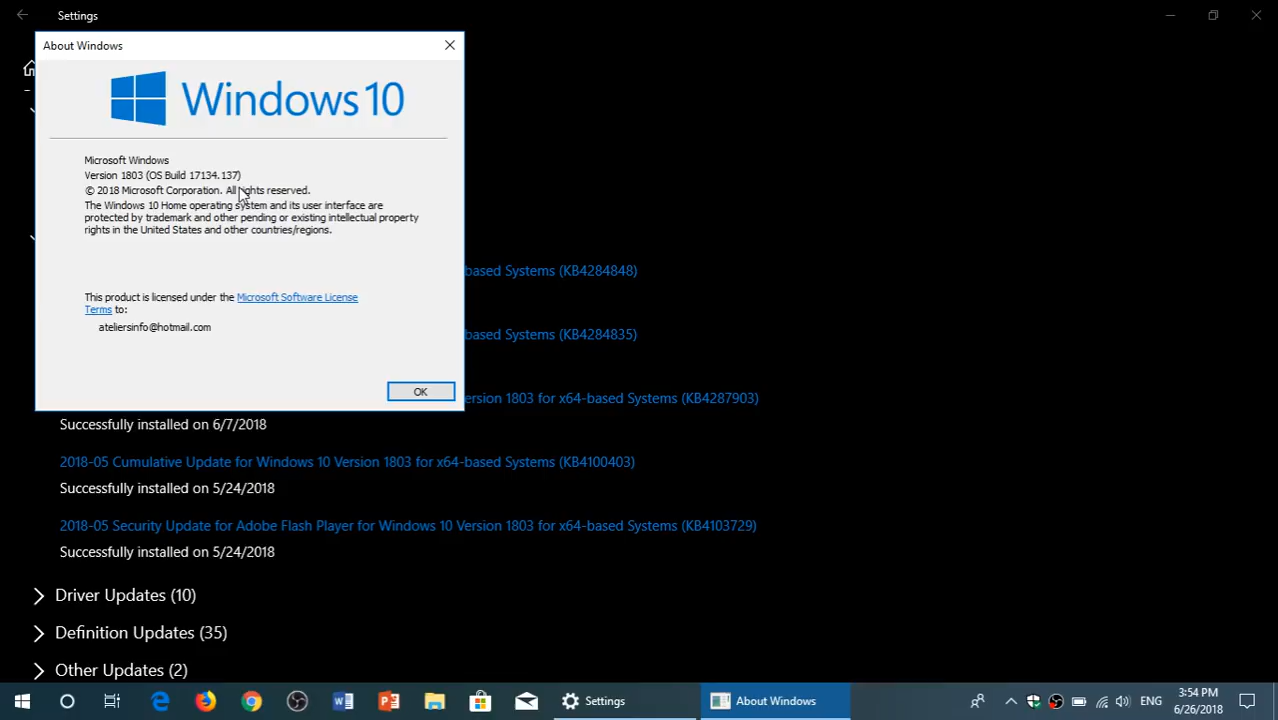 Settings
About Windows
Windows 10
Microsoft Windows
Version 1803 (OS Build 17134.137)
© 2018 Microsoft Corporation. All rights reserved.
The Windows 10 Home operating system and its user interface are
protected by trademark and other pending or existing intellectual property
rights in the United States and other countries/regions.
This product is licensed under the Microsoft Software License
Terms to:
ateliersinfo@hotmail.com
OK
based Systems (KB4284848)
based Systems (KB4284835)
ersion 1803 for x64-based Systems (KB4287903)
Successfully installed on 6/7/2018
2018-05 Cumulative Update for Windows 10 Version 1803 for x64-based Systems (KB4100403)
Successfully installed on 5/24/2018
2018-05 Security Update for Adobe Flash Player for Windows 10 Version 1803 for x64-based Systems (KB4103729)
Successfully installed on 5/24/2018
Driver Updates (10)
Definition Updates (35)
Other Updates (2)
Settings
About Windows
ENG
3:54 PM
6/26/2018